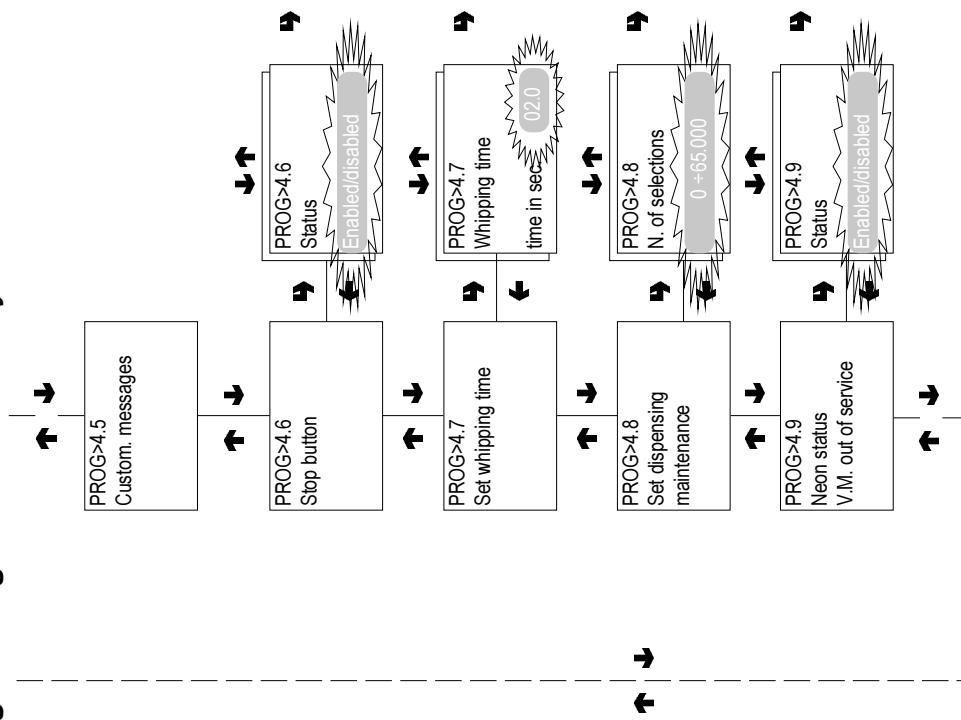 PROG>4.5
Custom. messages
PROG>4.6
Stop button
PROG>4.6
Status
Enabled/disabled
PROG>4.7
Set whipping time
PROG>4.7
Whipping time
02.0
time in sec.
PROG>4.8
Set dispensing
maintenance
PROG>4.8
N. of selections
0 ÷65.000
PROG>4.9
Neon status
V.M. out of service
PROG>4.9
Status
Enabled/disabled